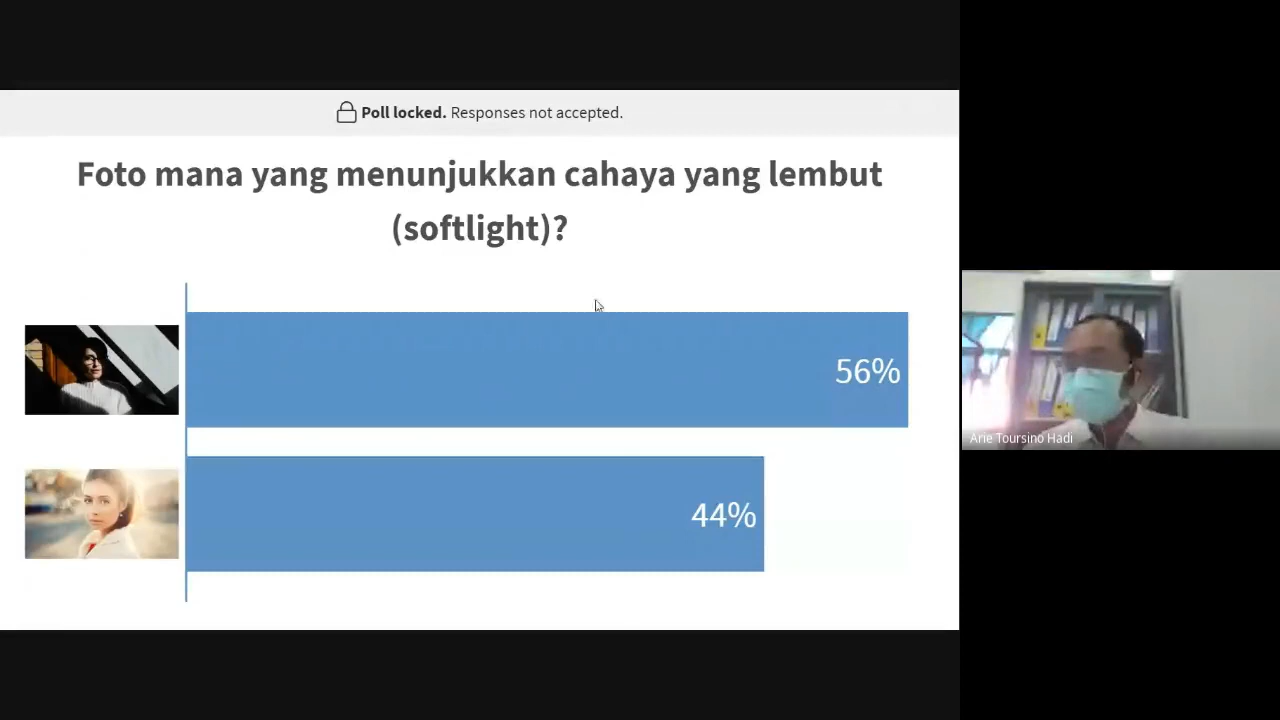 Poll locked. Responses not accepted.
Foto mana yang menunjukkan cahaya yang lembut
(softlight)?
56%
44%
Arie Toursino Hadi